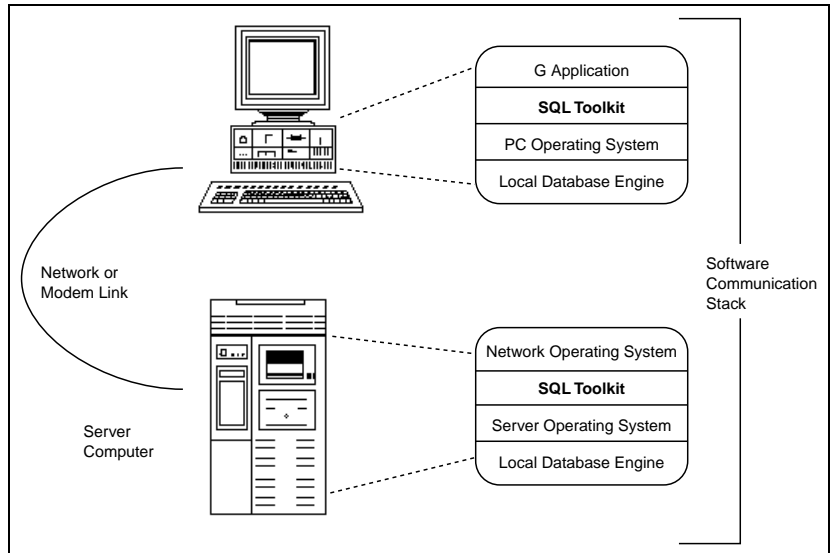 G Application
SQL Toolkit
PC Operating System
Local Database Engine
Network or
Modem Link
Software
Communication
Stack
Network Operating System
SQL Toolkit
Server Operating System
Local Database Engine
Server
Computer